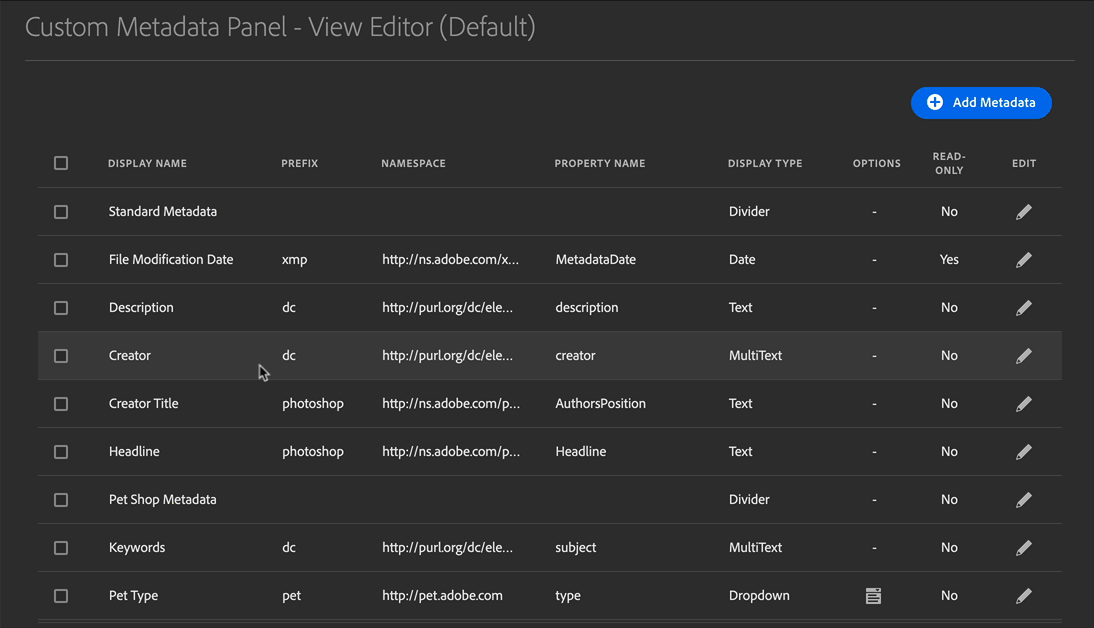 Custom Metadata Panel - View Editor (Default)
Add Metadata
DISPLAY NAME PREFIX NAMESPACE PROPERTY NAME DISPLAY TYPE OPTIONS READ-ONLY EDIT
Standard Metadata Divider - No
File Modification Date xmp http://ns.adobe.com/x... MetadataDate Date - Yes
Description dc http://purl.org/dc/ele... description Text - No
Creator dc http://purl.org/dc/ele... creator MultiText - No
Creator Title photoshop http://ns.adobe.com/p... AuthorsPosition Text - No
Headline photoshop http://ns.adobe.com/p... Headline Text - No
Pet Shop Metadata Divider - No
Keywords dc http://purl.org/dc/ele... subject MultiText - No
Pet Type pet http://pet.adobe.com type Dropdown No